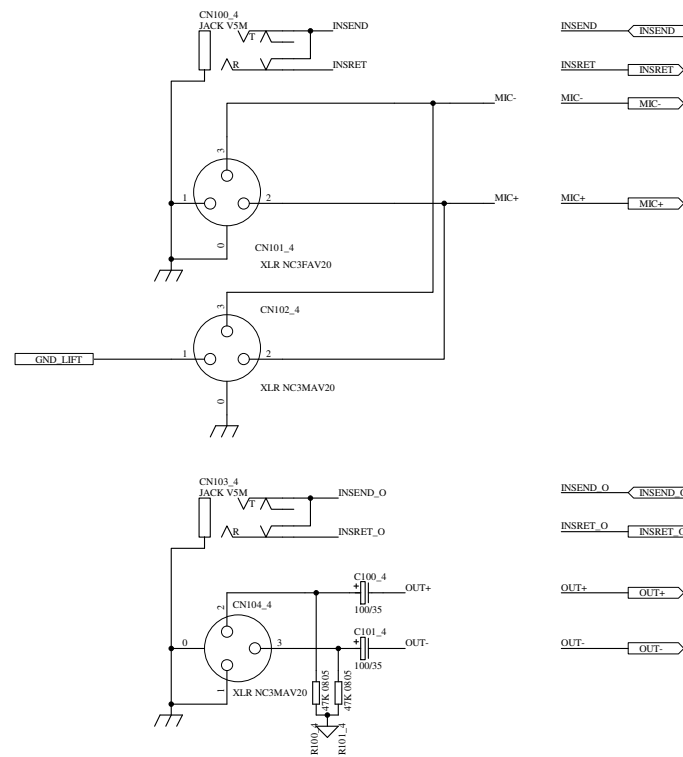 CN100_4
JACK V5M
T
INSEND
R
INSRET
MIC-
3
1
2
MIC+
0
CN101_4
XLR NC3FAV20
CN102_4
3
1
2
GND_LIFT
XLR NC3MAV20
0
INSEND INSEND
INSRET INSRET
MIC- MIC-
MIC+ MIC+
CN103_4
JACK V5M
T
INSEND_O
R
INSRET_O
C100_4
+
OUT+
100/35
2
CN104_4
0
3
C101_4
+
OUT-
100/35
1
XLR NC3MAV20
47K 0805
47K 0805
R100_4
R101_4
INSEND_O INSEND_O
INSRET_O INSRET_O
OUT+ OUT+
OUT- OUT-